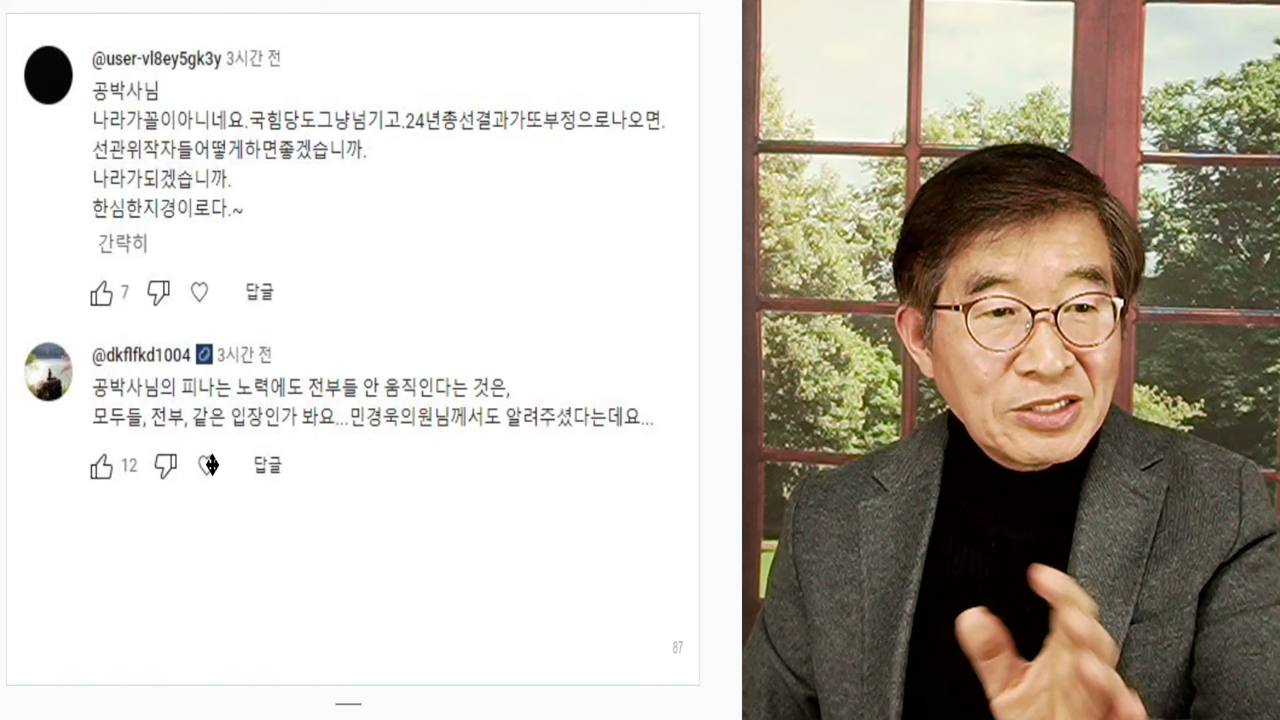 @user-vl8ey5gk3y 3시간 전
공박사님
나라가꼴이아니네요.국힘당도그냥넘기고.24년총선결과가또부정으로나오면.
선관위작자들어떻게하면좋겠습니까.
나라가되겠습니까.
한심한지경이로다.~
간략히
7 답글
@dkflfkd1004 3시간 전
공박사님의 피나는 노력에도 전부들 안 움직인다는 것은,
모두들, 전부, 같은 입장인가 봐요...민경욱의원님께서도 알려주셨다는데요...
12 답글
87